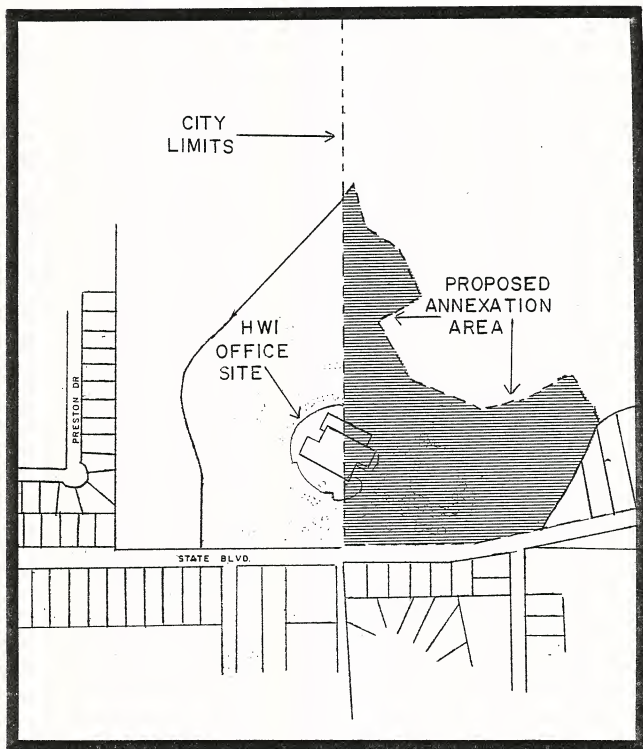 CITY
LIMITS
PROPOSED
ANNEXATION
AREA
HWI
OFFICE
SITE
PRESTON DR
STATE BLVD.